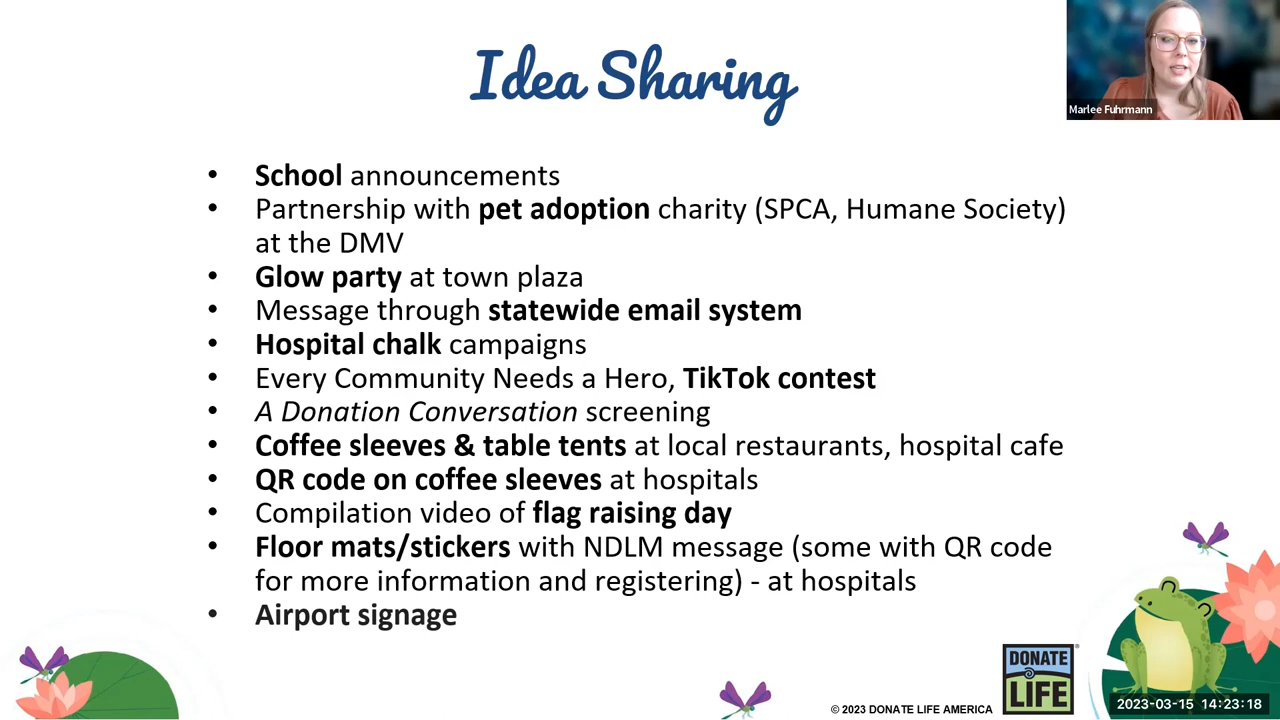 Idea Sharing
Marlee Fuhrmann
• School announcements
• Partnership with pet adoption charity (SPCA, Humane Society)
at the DMV
• Glow party at town plaza
• Message through statewide email system
• Hospital chalk campaigns
• Every Community Needs a Hero, TikTok contest
• A Donation Conversation screening
• Coffee sleeves & table tents at local restaurants, hospital cafe
• QR code on coffee sleeves at hospitals
• Compilation video of flag raising day
• Floor mats/stickers with NDLM message (some with QR code
for more information and registering) - at hospitals
• Airport signage
© 2023 DONATE LIFE AMERICA
DONATE
LIFE
®
2023-03-15 14:23:18